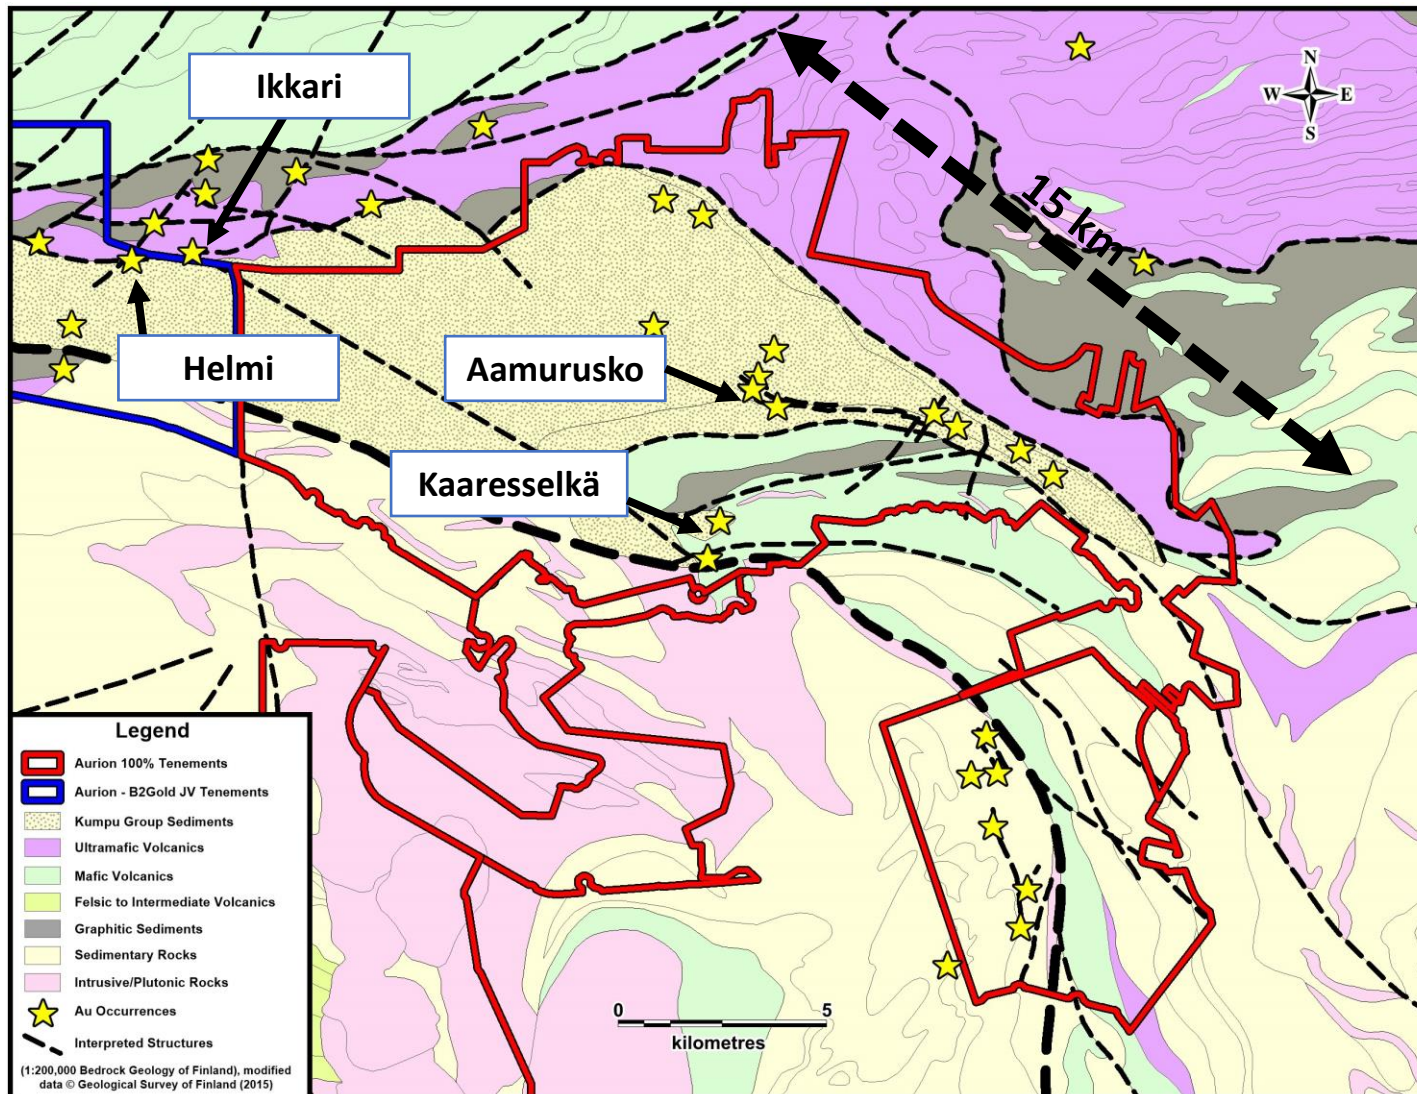 Ikkari
N
W E
S
15 km
Helmi
Aamurusko
Kaaresselkä
Legend
Aurion 100% Tenements
Aurion - B2Gold JV Tenements
Kumpu Group Sediments
Ultramafic Volcanics
Mafic Volcanics
Felsic to Intermediate Volcanics
Graphitic Sediments
Sedimentary Rocks
Intrusive/Plutonic Rocks
Au Occurrences
Interpreted Structures
(1:200,000 Bedrock Geology of Finland), modified
data © Geological Survey of Finland (2015)
0 5
kilometres